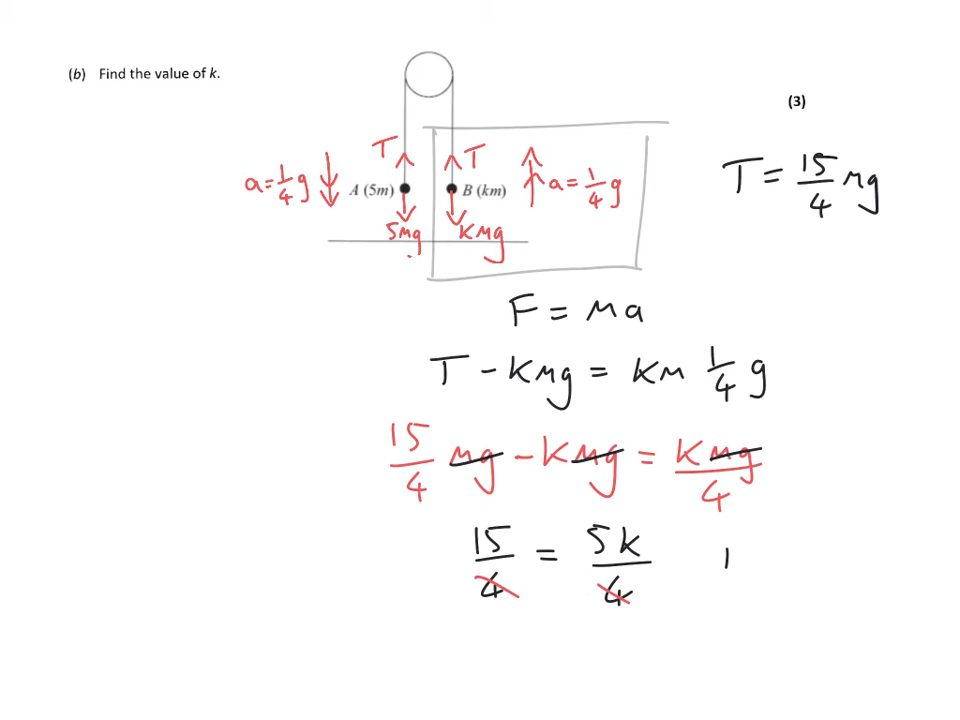 (b) Find the value of k.
(3)
T T
a = 1/4 g A (5m) B (km) a = 1/4 g
5mg kmg
T = 15/4 mg
F = ma
T - kmg = km 1/4 g
15/4 mg - kmg = kmg/4
15/4 = 5k/4